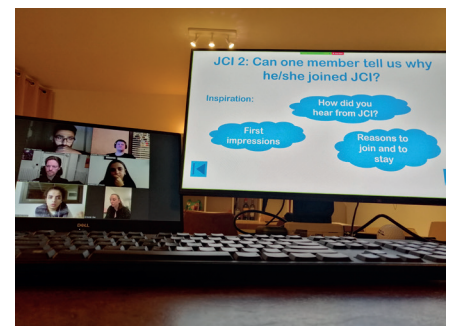 JCI 2: Can one member tell us why
he/she joined JCI?
Inspiration:
How did you
hear from JCI?
First
impressions
Reasons to
join and to
stay
DELL